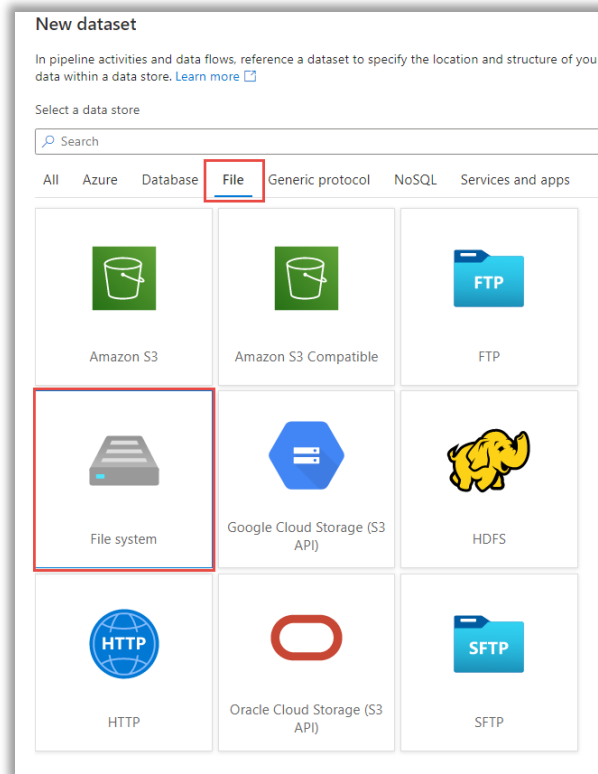 New dataset
In pipeline activities and data flows, reference a dataset to specify the location and structure of you
data within a data store. Learn more
Select a data store
Search
All Azure Database File Generic protocol NoSQL Services and apps
Amazon S3
Amazon S3 Compatible
FTP
FTP
File system
Google Cloud Storage (S3
API)
HDFS
HTTP
HTTP
Oracle Cloud Storage (S3
API)
SFTP
SFTP